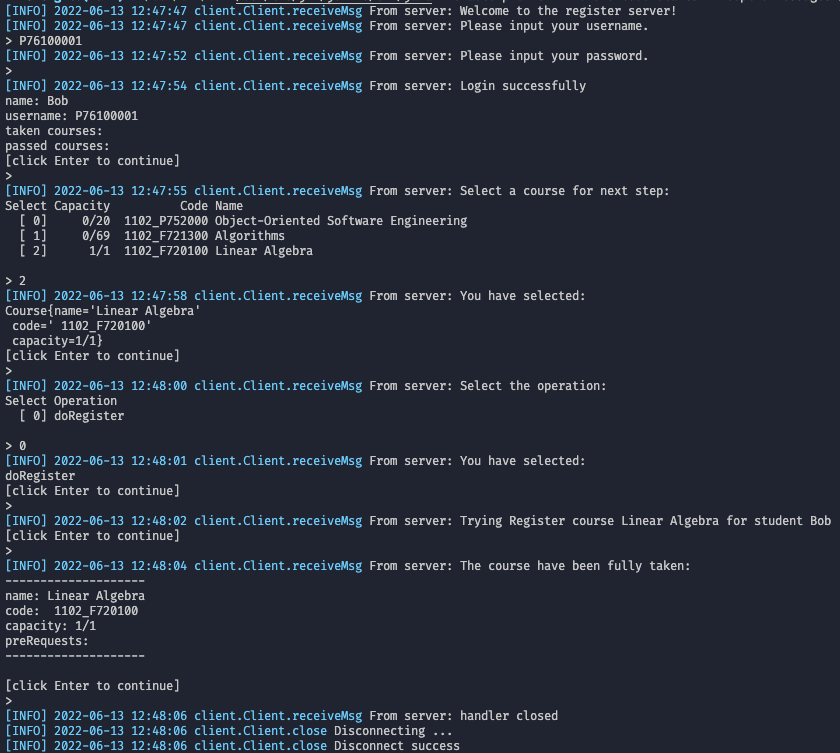 [INFO] 2022-06-13 12:47:47 client.Client.receiveMsg From server: Welcome to the register server!
[INFO] 2022-06-13 12:47:47 client.Client.receiveMsg From server: Please input your username.
> P76100001
[INFO] 2022-06-13 12:47:52 client.Client.receiveMsg From server: Please input your password.
>
[INFO] 2022-06-13 12:47:54 client.Client.receiveMsg From server: Login successfully
name: Bob
username: P76100001
taken courses:
passed courses:
[click Enter to continue]
>
[INFO] 2022-06-13 12:47:55 client.Client.receiveMsg From server: Select a course for next step:
Select Capacity          Code Name
  [ 0]     0/20  1102_P752000 Object-Oriented Software Engineering
  [ 1]     0/69  1102_F721300 Algorithms
  [ 2]      1/1  1102_F720100 Linear Algebra

> 2
[INFO] 2022-06-13 12:47:58 client.Client.receiveMsg From server: You have selected:
Course{name='Linear Algebra'
 code=' 1102_F720100'
 capacity=1/1}
[click Enter to continue]
>
[INFO] 2022-06-13 12:48:00 client.Client.receiveMsg From server: Select the operation:
Select Operation
  [ 0] doRegister

> 0
[INFO] 2022-06-13 12:48:01 client.Client.receiveMsg From server: You have selected:
doRegister
[click Enter to continue]
>
[INFO] 2022-06-13 12:48:02 client.Client.receiveMsg From server: Trying Register course Linear Algebra for student Bob
[click Enter to continue]
>
[INFO] 2022-06-13 12:48:04 client.Client.receiveMsg From server: The course have been fully taken:
--------------------
name: Linear Algebra
code:  1102_F720100
capacity: 1/1
preRequests:
--------------------

[click Enter to continue]
>
[INFO] 2022-06-13 12:48:06 client.Client.receiveMsg From server: handler closed
[INFO] 2022-06-13 12:48:06 client.Client.close Disconnecting ...
[INFO] 2022-06-13 12:48:06 client.Client.close Disconnect success